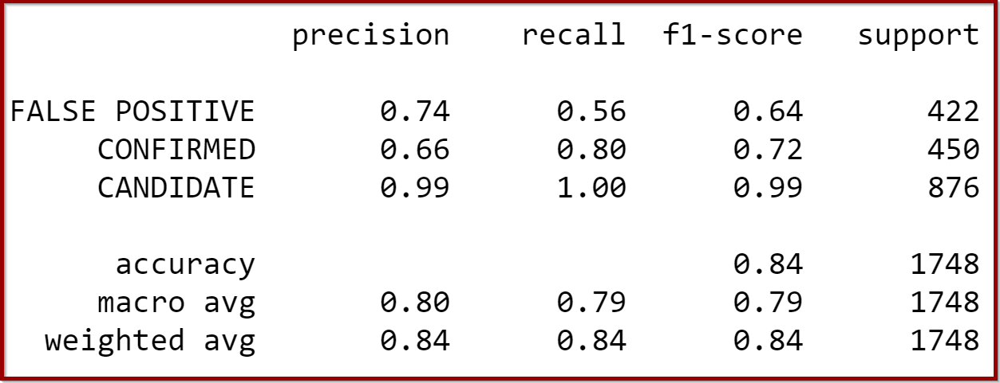 precision recall f1-score support
FALSE POSITIVE 0.74 0.56 0.64 422
CONFIRMED 0.66 0.80 0.72 450
CANDIDATE 0.99 1.00 0.99 876
accuracy 0.84 1748
macro avg 0.80 0.79 0.79 1748
weighted avg 0.84 0.84 0.84 1748